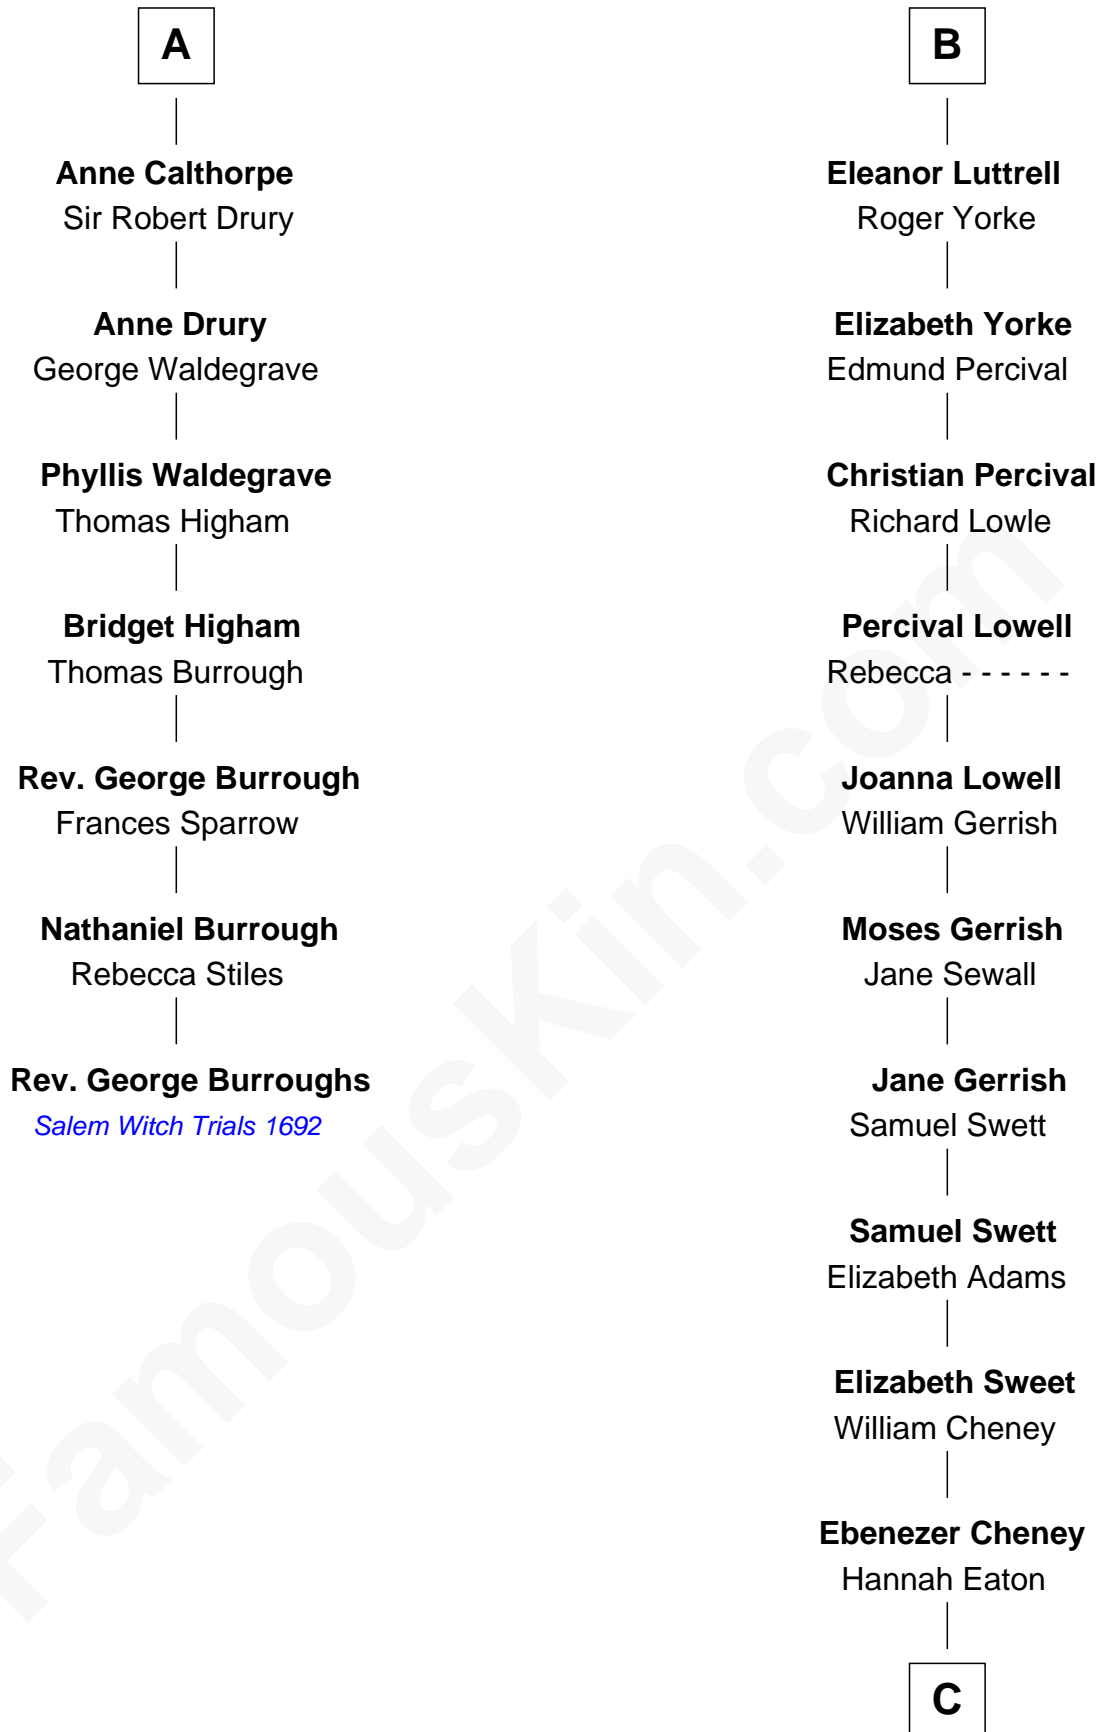 A
Anne Calthorpe
Sir Robert Drury
Anne Drury
George Waldegrave
Phyllis Waldegrave
Thomas Higham
Bridget Higham
Thomas Burrough
Rev. George Burrough
Frances Sparrow
Nathaniel Burrough
Rebecca Stiles
Rev. George Burroughs
Salem Witch Trials 1692
B
Eleanor Luttrell
Roger Yorke
Elizabeth Yorke
Edmund Percival
Christian Percival
Richard Lowle
Percival Lowell
Rebecca - - - - - -
Joanna Lowell
William Gerrish
Moses Gerrish
Jane Sewall
Jane Gerrish
Samuel Swett
Samuel Swett
Elizabeth Adams
Elizabeth Sweet
William Cheney
Ebenezer Cheney
Hannah Eaton
C
FamousKin.com